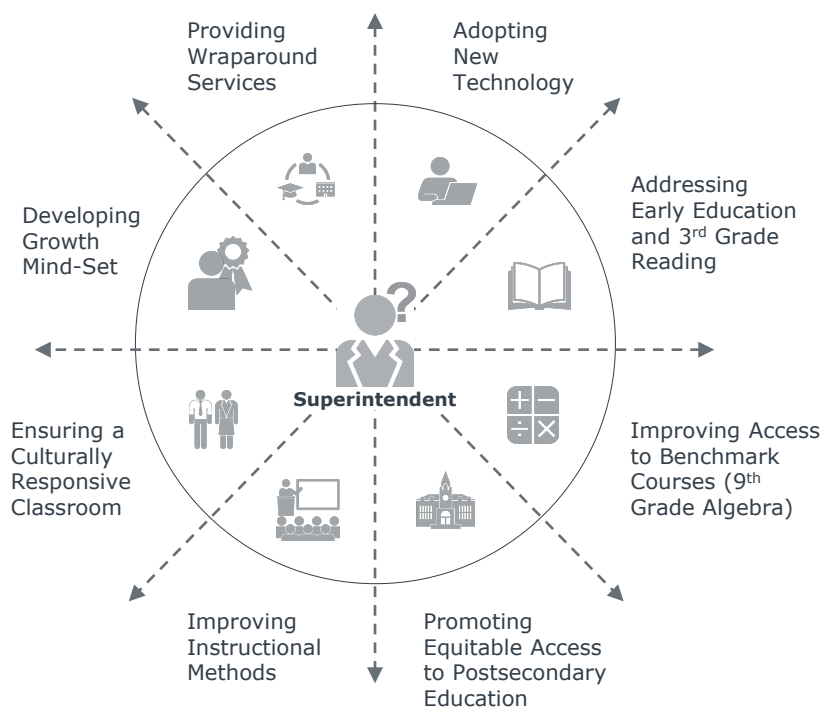 Providing
Wraparound
Services
Adopting
New
Technology
Addressing
Early Education
and 3rd Grade
Reading
Developing
Growth
Mind-Set
?
Superintendent
Ensuring a
Culturally
Responsive
Classroom
Improving Access
to Benchmark
Courses (9th
Grade Algebra)
Improving
Instructional
Methods
Promoting
Equitable Access
to Postsecondary
Education